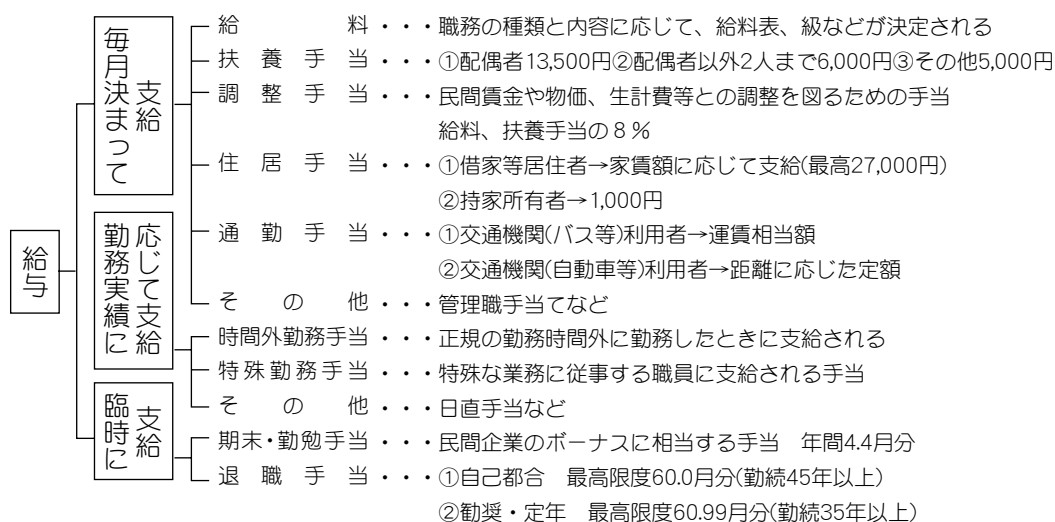 給与
毎月決まって支給
給料・・・職務の種類と内容に応じて、給料表、級などが決定される
扶養手当・・・①配偶者13,500円②配偶者以外2人まで6,000円③その他5,000円
調整手当・・・民間賃金や物価、生計費等との調整を図るための手当
給料、扶養手当の8%
住居手当・・・①借家等居住者→家賃額に応じて支給(最高27,000円)
②持家所有者→1,000円
通勤手当・・・①交通機関(バス等)利用者→運賃相当額
②交通機関(自動車等)利用者→距離に応じた定額
その他・・・管理職手当てなど
勤務実績に応じて支給
時間外勤務手当・・・正規の勤務時間外に勤務したときに支給される
特殊勤務手当・・・特殊な業務に従事する職員に支給される手当
その他・・・日直手当など
臨時に支給
期末・勤勉手当・・・民間企業のボーナスに相当する手当 年間4.4月分
退職手当・・・①自己都合 最高限度60.0月分(勤続45年以上)
②勧奨・定年 最高限度60.99月分(勤続35年以上)